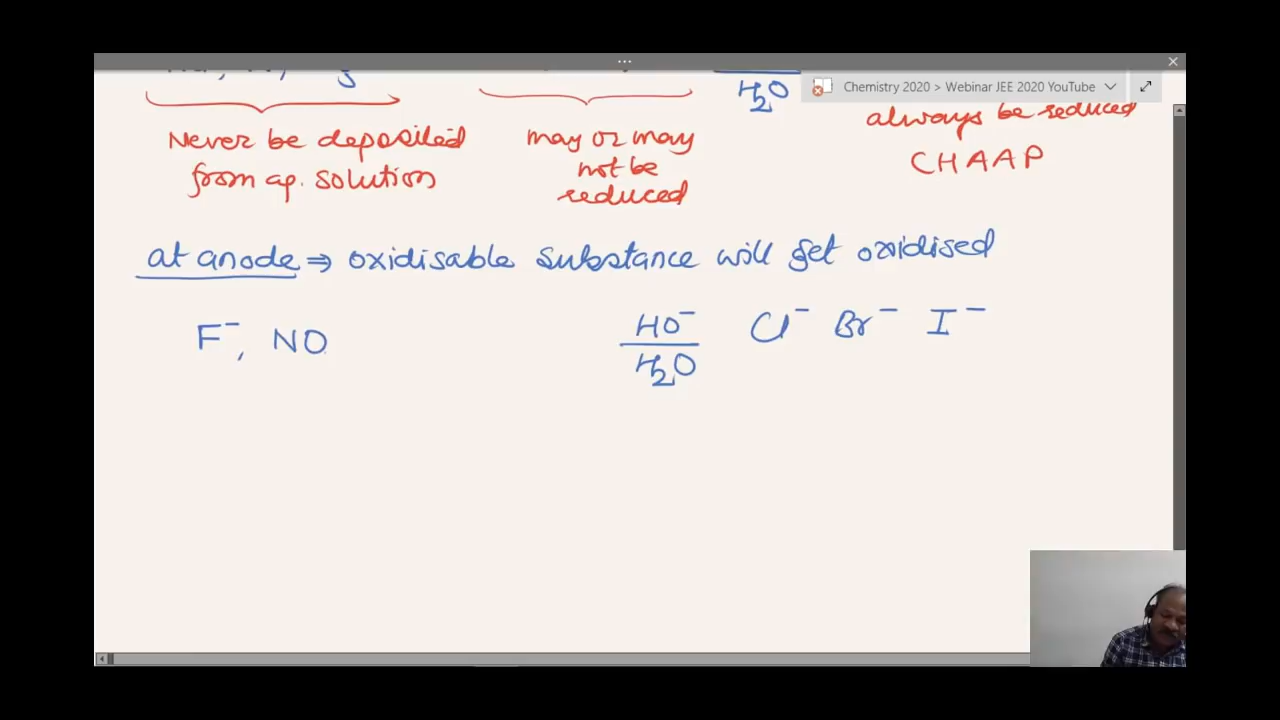 Chemistry 2020 > Webinar JEE 2020 YouTube
H2O
Never be deposited from aq. solution
may or may not be reduced
always be reduced
CHAAP
at anode ⇒ oxidisable substance will get oxidised
F⁻, NO
HO⁻ Cl⁻ Br⁻ I⁻
H2O